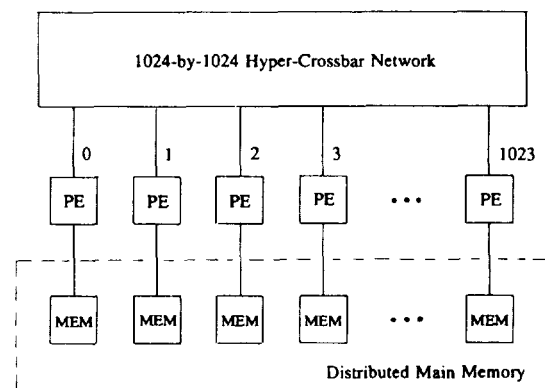 1024-by-1024 Hyper-Crossbar Network
0 1 2 3 1023
PE PE PE PE • • • PE
MEM MEM MEM MEM • • • MEM
Distributed Main Memory